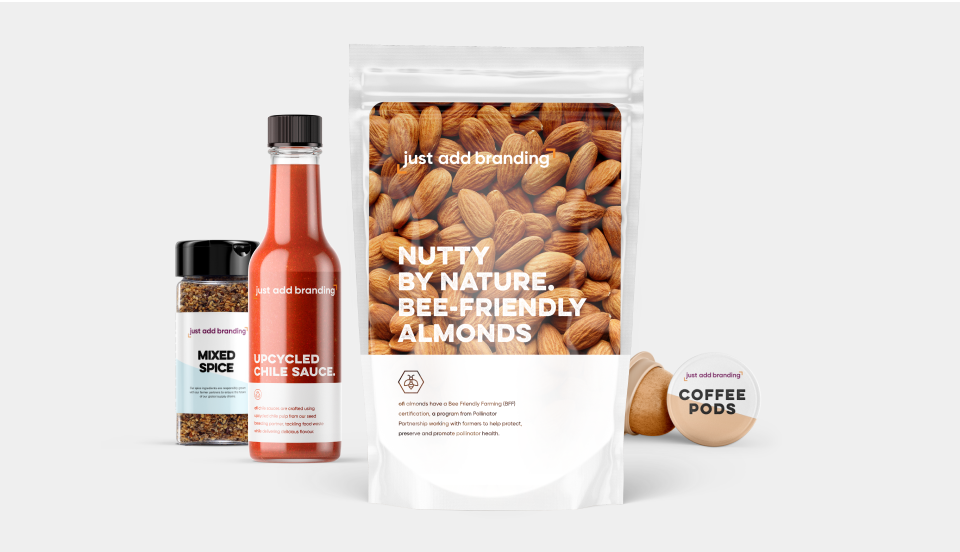 just add branding
MIXED
SPICE
just add branding
UPCYCLED
CHILE SAUCE.
just add branding
NUTTY
BY NATURE.
BEE-FRIENDLY
ALMONDS
ofi almonds have a Bee Friendly Farming (BFF)
certification, a program from Pollinator
Partnership working with farmers to help protect,
preserve and promote pollinator health.
just add branding
COFFEE
PODS